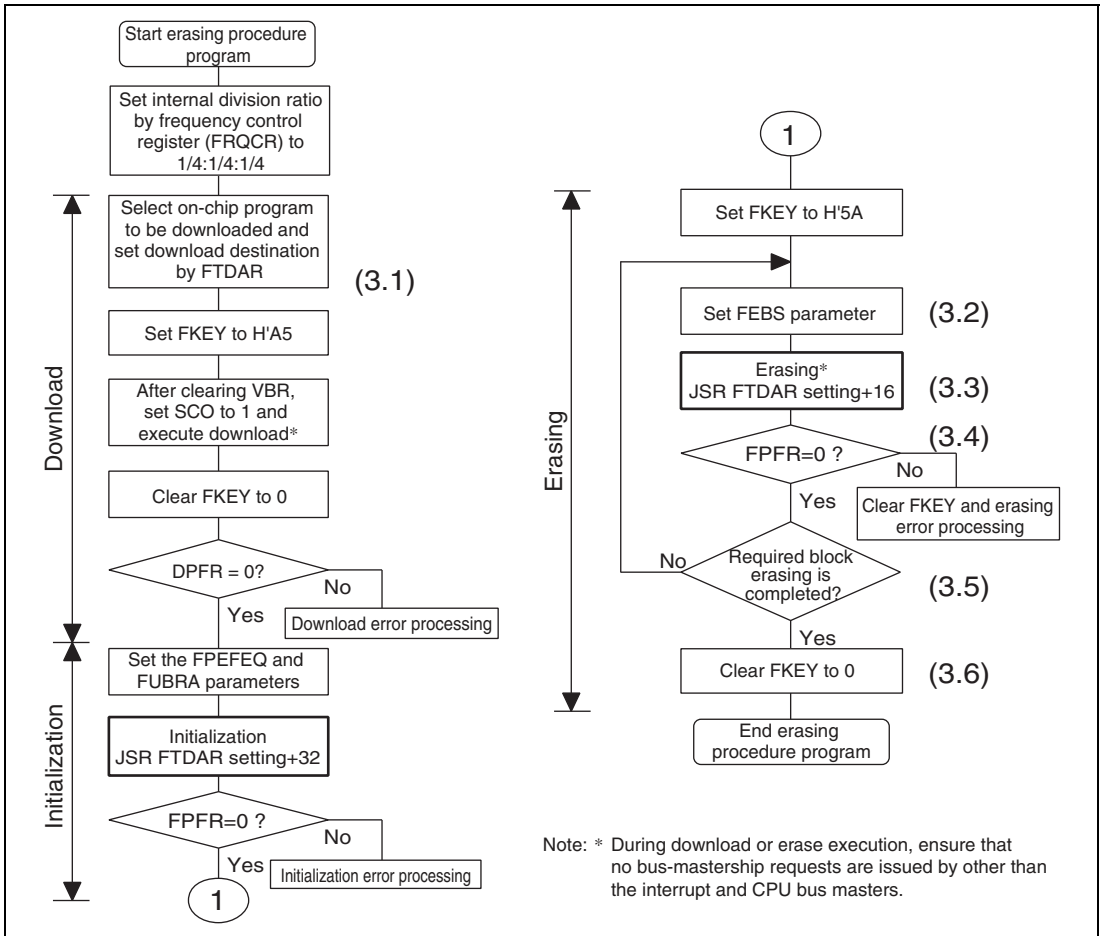 Start erasing procedure
program
Set internal division ratio
by frequency control
register (FRQCR) to
1/4:1/4:1/4
Download
Select on-chip program
to be downloaded and
set download destination
by FTDAR
(3.1)
Set FKEY to H'A5
After clearing VBR,
set SCO to 1 and
execute download*
Clear FKEY to 0
DPFR = 0?
No
Yes
Download error processing
Initialization
Set the FPEFEQ and
FUBRA parameters
Initialization
JSR FTDAR setting+32
FPFR=0 ?
No
Yes
Initialization error processing
1
1
Erasing
Set FKEY to H'5A
Set FEBS parameter
(3.2)
Erasing*
JSR FTDAR setting+16
(3.3)
(3.4)
FPFR=0 ?
No
Yes
Clear FKEY and erasing
error processing
No
Required block
erasing is
completed?
(3.5)
Yes
Clear FKEY to 0
(3.6)
End erasing
procedure program
Note: * During download or erase execution, ensure that
no bus-mastership requests are issued by other than
the interrupt and CPU bus masters.